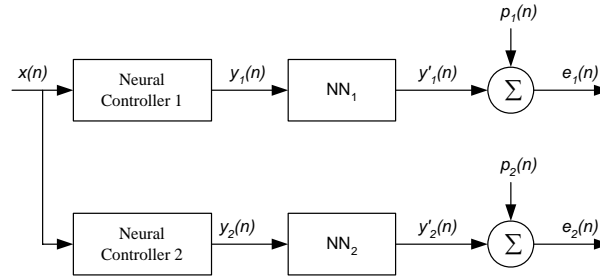 p₁(n)
x(n)
Neural
Controller 1
y₁(n)
NN₁
y'₁(n)
Σ
e₁(n)
p₂(n)
Neural
Controller 2
y₂(n)
NN₂
y'₂(n)
Σ
e₂(n)